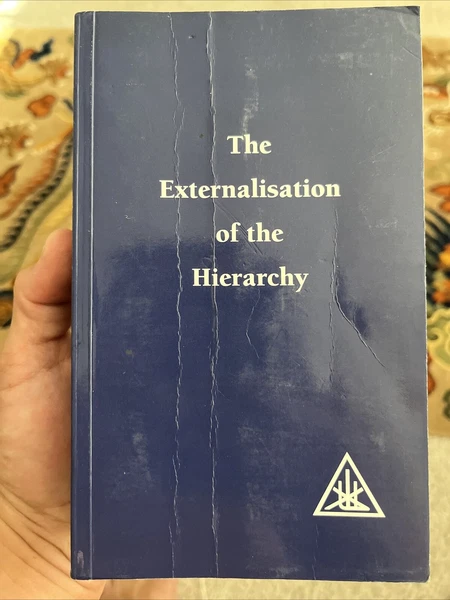 The
Externalisation
of the
Hierarchy